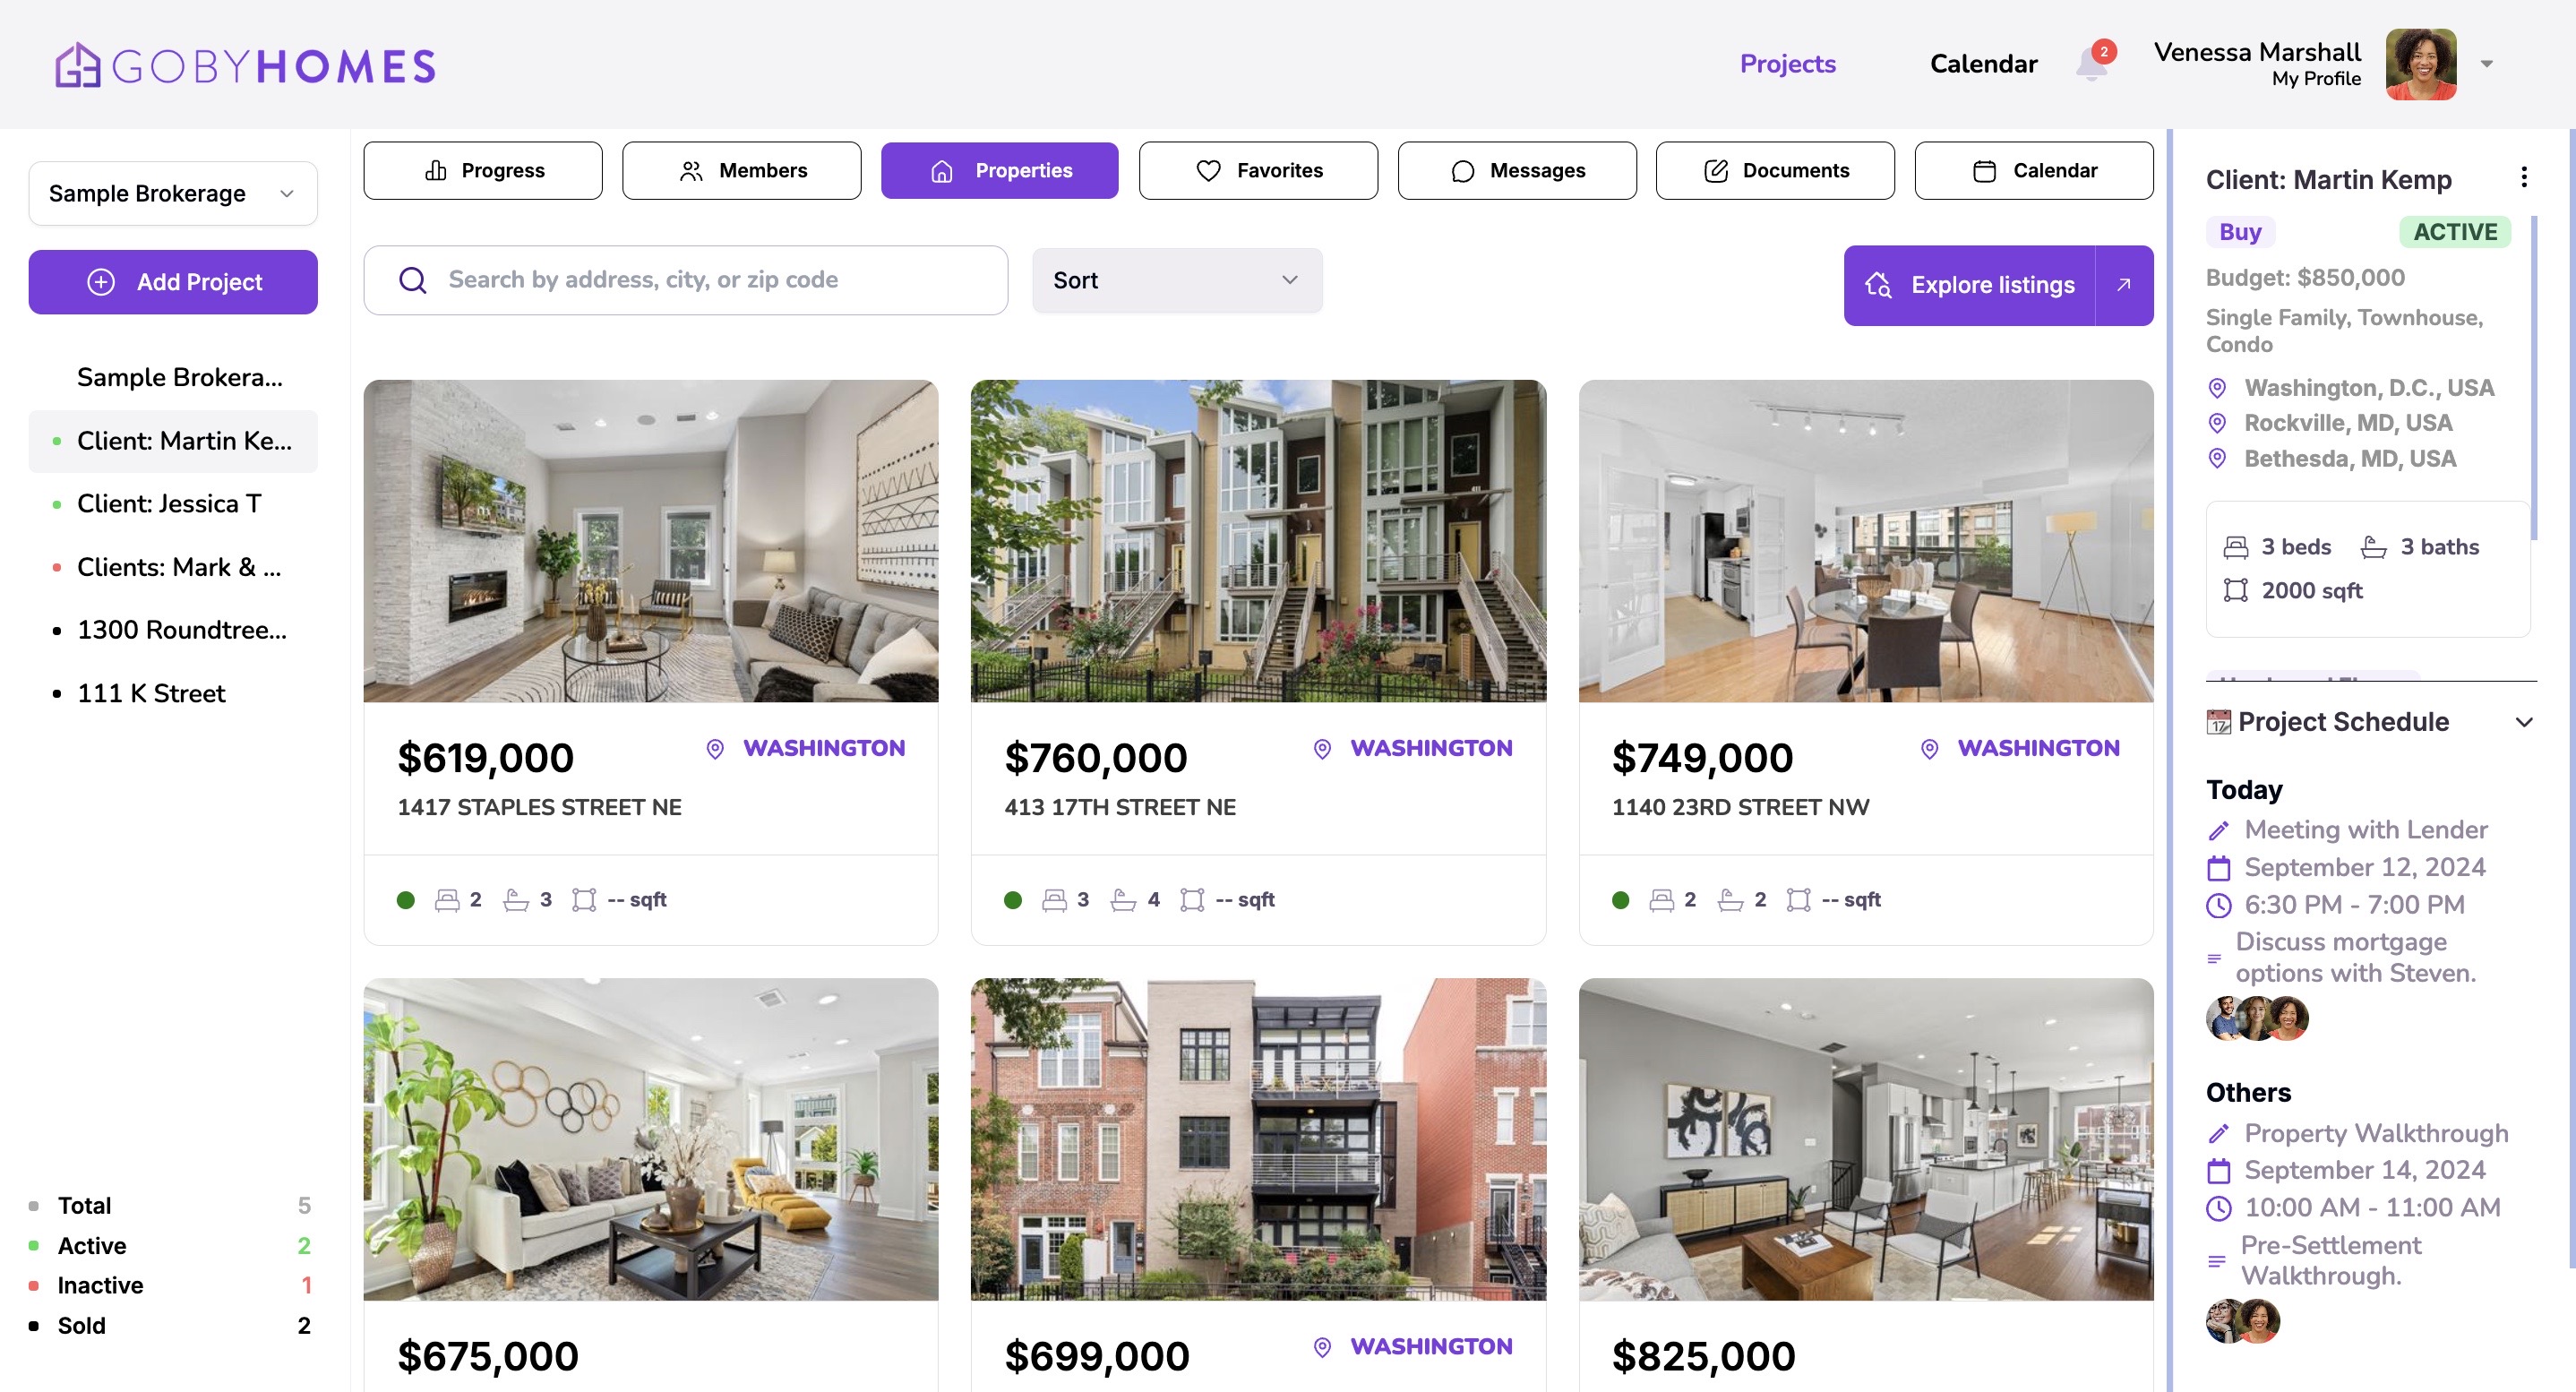 GOBYHOMES
Projects
Calendar
2
Venessa Marshall
My Profile
Sample Brokerage
Add Project
Sample Brokera...
Client: Martin Ke...
Client: Jessica T
Clients: Mark & ...
1300 Roundtree...
111 K Street
Total 5
Active 2
Inactive 1
Sold 2
Progress
Members
Properties
Favorites
Messages
Documents
Calendar
Search by address, city, or zip code
Sort
Explore listings
$619,000
WASHINGTON
1417 STAPLES STREET NE
2 3 -- sqft
$760,000
WASHINGTON
413 17TH STREET NE
3 4 -- sqft
$749,000
WASHINGTON
1140 23RD STREET NW
2 2 -- sqft
$675,000
$699,000
WASHINGTON
$825,000
Client: Martin Kemp
Buy
ACTIVE
Budget: $850,000
Single Family, Townhouse,
Condo
Washington, D.C., USA
Rockville, MD, USA
Bethesda, MD, USA
3 beds 3 baths
2000 sqft
Project Schedule
Today
Meeting with Lender
September 12, 2024
6:30 PM - 7:00 PM
Discuss mortgage
options with Steven.
Others
Property Walkthrough
September 14, 2024
10:00 AM - 11:00 AM
Pre-Settlement
Walkthrough.